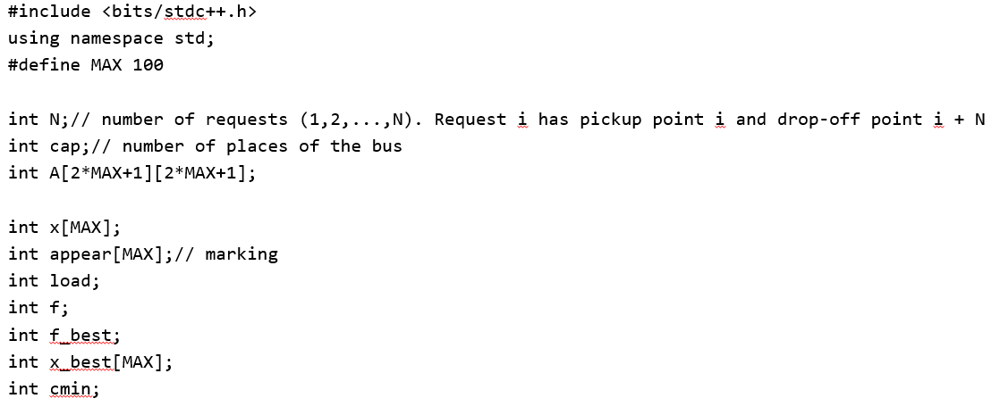 #include <bits/stdc++.h>
using namespace std;
#define MAX 100
int N;// number of requests (1,2,...,N). Request i has pickup point i and drop-off point i + N
int cap;// number of places of the bus
int A[2*MAX+1][2*MAX+1];
int x[MAX];
int appear[MAX];// marking
int load;
int f;
int f_best;
int x_best[MAX];
int cmin;